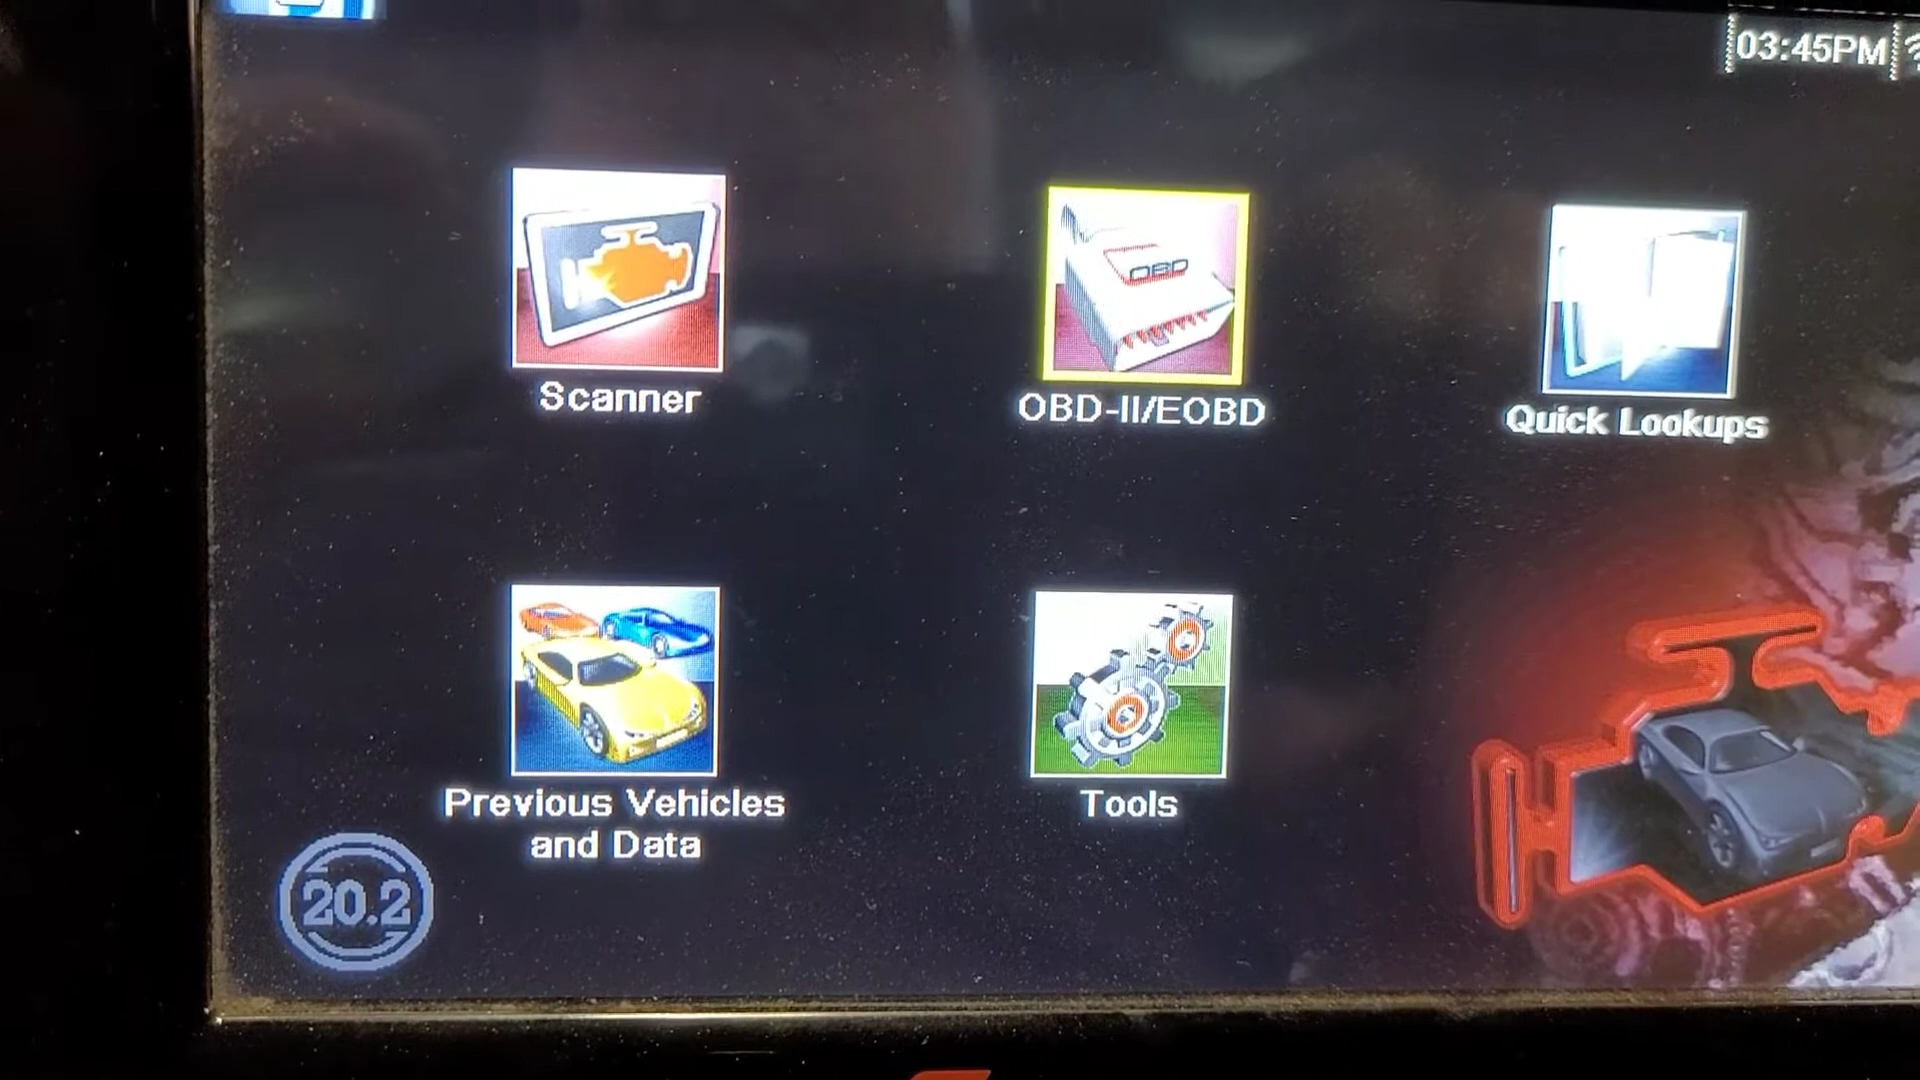 03:45PM
OBD
Scanner
OBD-II/EOBD
Quick Lookups
Previous Vehicles
and Data
Tools
20.2